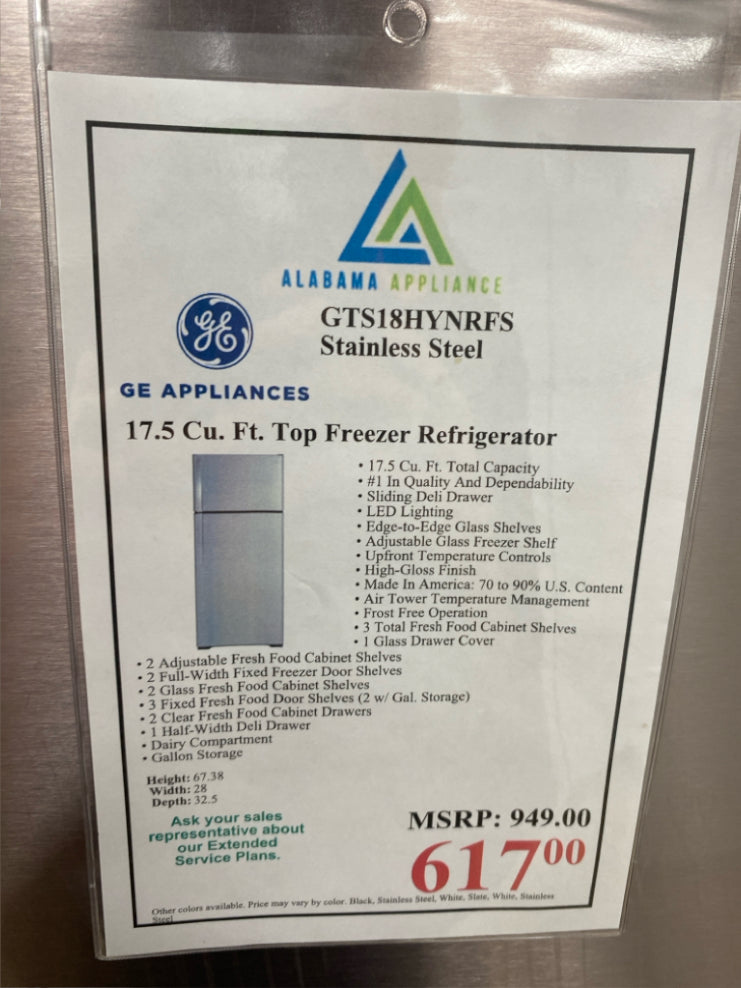 ALABAMA APPLIANCE
GE
GE APPLIANCES
GTS18HYNRFS
Stainless Steel
17.5 Cu. Ft. Top Freezer Refrigerator
• 17.5 Cu. Ft. Total Capacity
• #1 In Quality And Dependability
• Sliding Deli Drawer
• LED Lighting
• Edge-to-Edge Glass Shelves
• Adjustable Glass Freezer Shelf
• Upfront Temperature Controls
• High-Gloss Finish
• Made In America: 70 to 90% U.S. Content
• Air Tower Temperature Management
• Frost Free Operation
• 3 Total Fresh Food Cabinet Shelves
• 1 Glass Drawer Cover
• 2 Adjustable Fresh Food Cabinet Shelves
• 2 Full-Width Fixed Freezer Door Shelves
• 2 Glass Fresh Food Cabinet Shelves
• 3 Fixed Fresh Food Door Shelves (2 w/ Gal. Storage)
• 2 Clear Fresh Food Cabinet Drawers
• 1 Half-Width Deli Drawer
• Dairy Compartment
• Gallon Storage
Height: 67.38
Width: 28
Depth: 32.5
Ask your sales
representative about
our Extended
Service Plans.
MSRP: 949.00
617 00
Other colors available. Price may vary by color. Black, Stainless Steel, White, Slate, White, Stainless
Steel